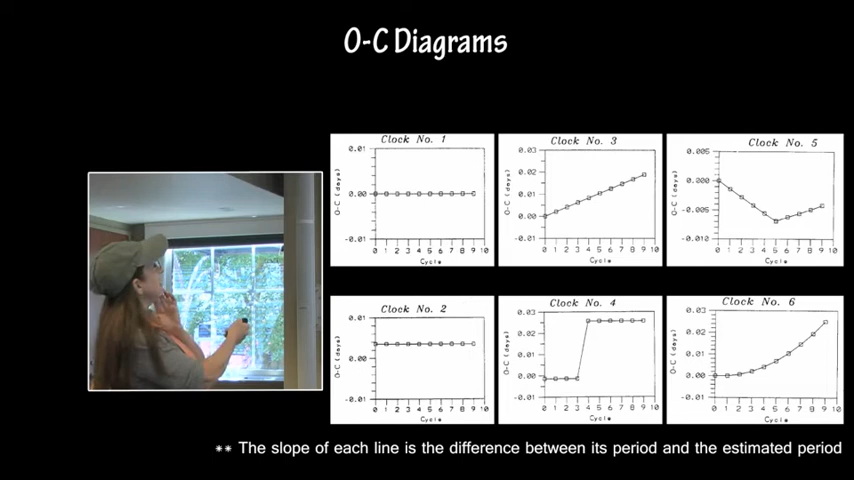 O-C Diagrams
Clock No. 1
0.01
0.00
-0.01
O-C (days)
0 1 2 3 4 5 6 7 8 9 10
Cycle
Clock No. 3
0.03
0.02
0.01
0.00
-0.01
O-C (days)
0 1 2 3 4 5 6 7 8 9 10
Cycle
Clock No. 5
0.005
0.000
-0.005
-0.010
O-C (days)
0 1 2 3 4 5 6 7 8 9 10
Cycle
Clock No. 2
0.01
0.00
-0.01
O-C (days)
0 1 2 3 4 5 6 7 8 9 10
Cycle
Clock No. 4
0.03
0.02
0.01
0.00
-0.01
O-C (days)
0 1 2 3 4 5 6 7 8 9 10
Cycle
Clock No. 6
0.03
0.02
0.01
0.00
-0.01
O-C (days)
0 1 2 3 4 5 6 7 8 9 10
Cycle
** The slope of each line is the difference between its period and the estimated period